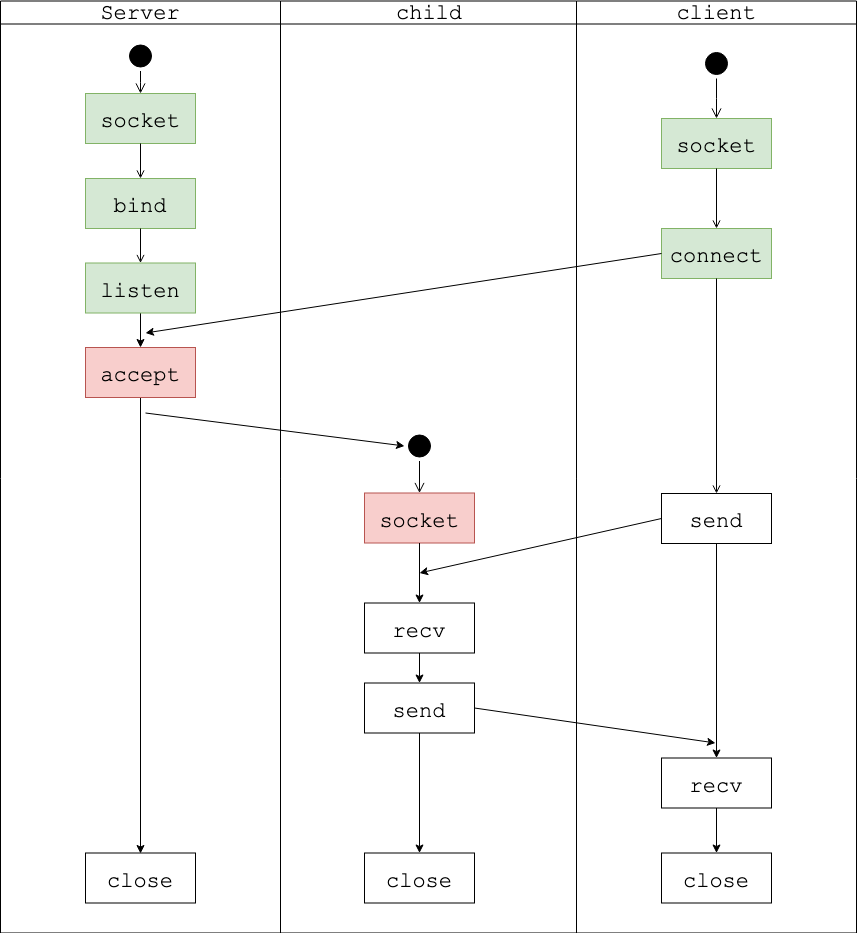 Server
child
client
socket
bind
listen
accept
close
socket
recv
send
close
socket
connect
send
recv
close